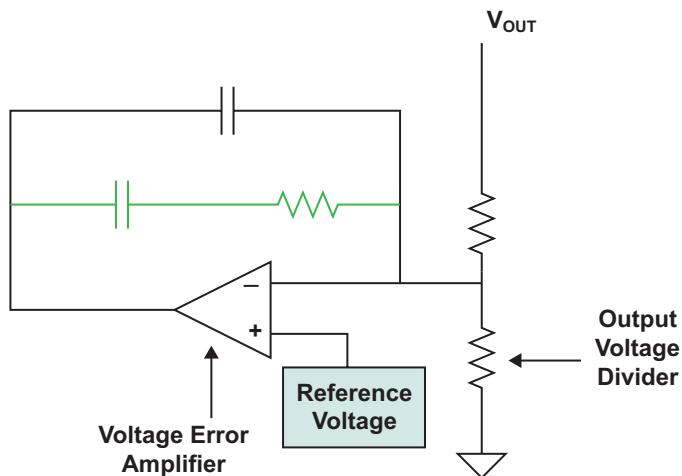 VOUT
−
+
Reference
Voltage
Output
Voltage
Divider
Voltage Error
Amplifier